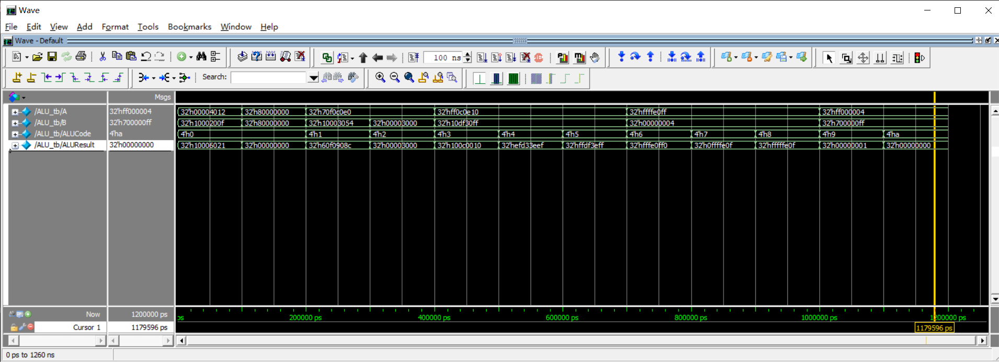 Wave
File Edit View Add Format Tools Bookmarks Window Help
Wave - Default
100 ns
Search:
Msgs
/ALU_tb/A 32'hff000004 32'h00004012 32'h80000000 32'h70f0c0e0 32'hff0c0e10 32'hffffe0ff 32'hff000004
/ALU_tb/B 32'h700000ff 32'h1000200f 32'h80000000 32'h10003054 32'h00003000 32'h10df30ff 32'h00000004 32'h700000ff
/ALU_tb/ALUCode 4'ha 4'h0 4'h1 4'h2 4'h3 4'h4 4'h5 4'h6 4'h7 4'h8 4'h9 4'ha
/ALU_tb/ALUResult 32'h00000000 32'h10006021 32'h00000000 32'h60f0908c 32'h00003000 32'h100c0010 32'hefd33eef 32'hffdf3eff 32'hfffe0ff0 32'h0ffffe0f 32'hfffffe0f 32'h00000001 32'h00000000
Now 1200000 ps ps 200000 ps 400000 ps 600000 ps 800000 ps 1000000 ps 1200000 ps
Cursor 1 1179596 ps 1179596 ps
0 ps to 1260 ns